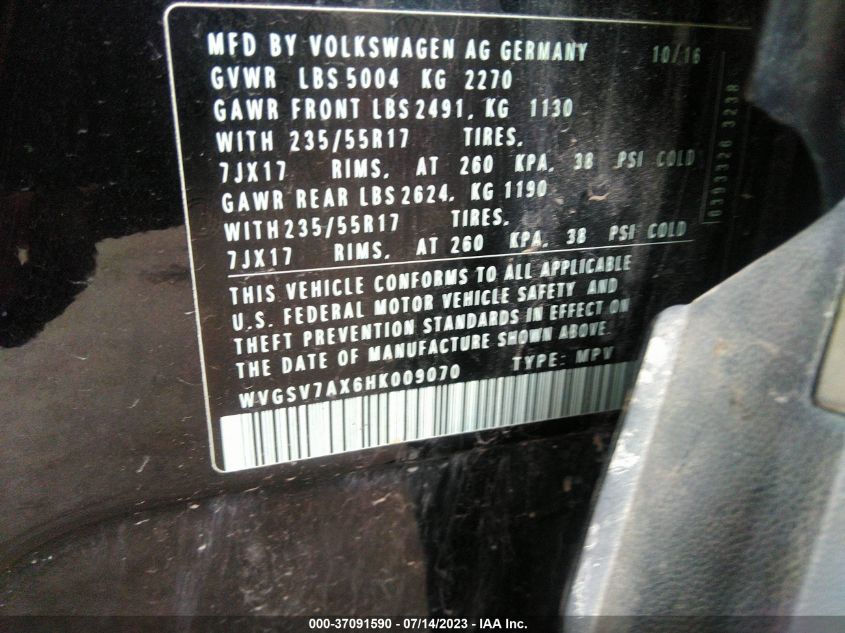 MFD BY VOLKSWAGEN AG GERMANY 10/16
GVWR LBS 5004 KG 2270
GAWR FRONT LBS 2491, KG 1130
WITH 235/55R17 TIRES,
7JX17 RIMS, AT 260 KPA, 38 PSI COLD
GAWR REAR LBS 2624, KG 1190
WITH 235/55R17 TIRES,
7JX17 RIMS, AT 260 KPA, 38 PSI COLD
THIS VEHICLE CONFORMS TO ALL APPLICABLE
U.S. FEDERAL MOTOR VEHICLE SAFETY AND
THEFT PREVENTION STANDARDS IN EFFECT ON
THE DATE OF MANUFACTURE SHOWN ABOVE.
WVGSV7AX6HK009070 TYPE: MPV
000-37091590 - 07/14/2023 - IAA Inc.